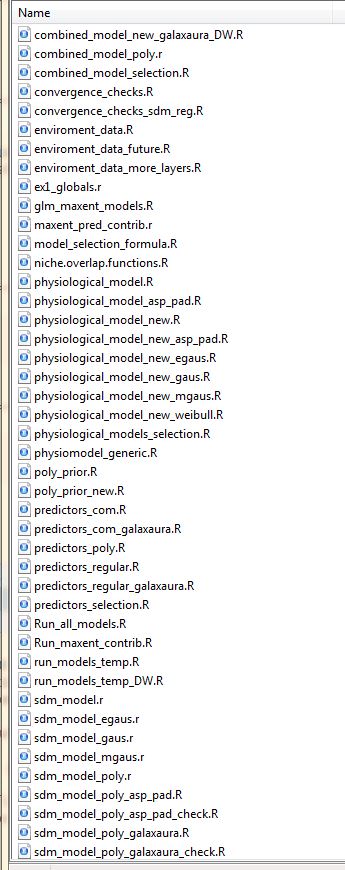 Name
combined_model_new_galaxaura_DW.R
combined_model_poly.r
combined_model_selection.R
convergence_checks.R
convergence_checks_sdm_reg.R
enviroment_data.R
enviroment_data_future.R
enviroment_data_more_layers.R
ex1_globals.r
glm_maxent_models.R
maxent_pred_contrib.r
model_selection_formula.R
niche.overlap.functions.R
physiological_model.R
physiological_model_asp_pad.R
physiological_model_new.R
physiological_model_new_asp_pad.R
physiological_model_new_egaus.R
physiological_model_new_gaus.R
physiological_model_new_mgaus.R
physiological_model_new_weibull.R
physiological_models_selection.R
physiomodel_generic.R
poly_prior.R
poly_prior_new.R
predictors_com.R
predictors_com_galaxaura.R
predictors_poly.R
predictors_regular.R
predictors_regular_galaxaura.R
predictors_selection.R
Run_all_models.R
Run_maxent_contrib.R
run_models_temp.R
run_models_temp_DW.R
sdm_model.r
sdm_model_egaus.r
sdm_model_gaus.r
sdm_model_mgaus.r
sdm_model_poly.r
sdm_model_poly_asp_pad.R
sdm_model_poly_asp_pad_check.R
sdm_model_poly_galaxaura.R
sdm_model_poly_galaxaura_check.R